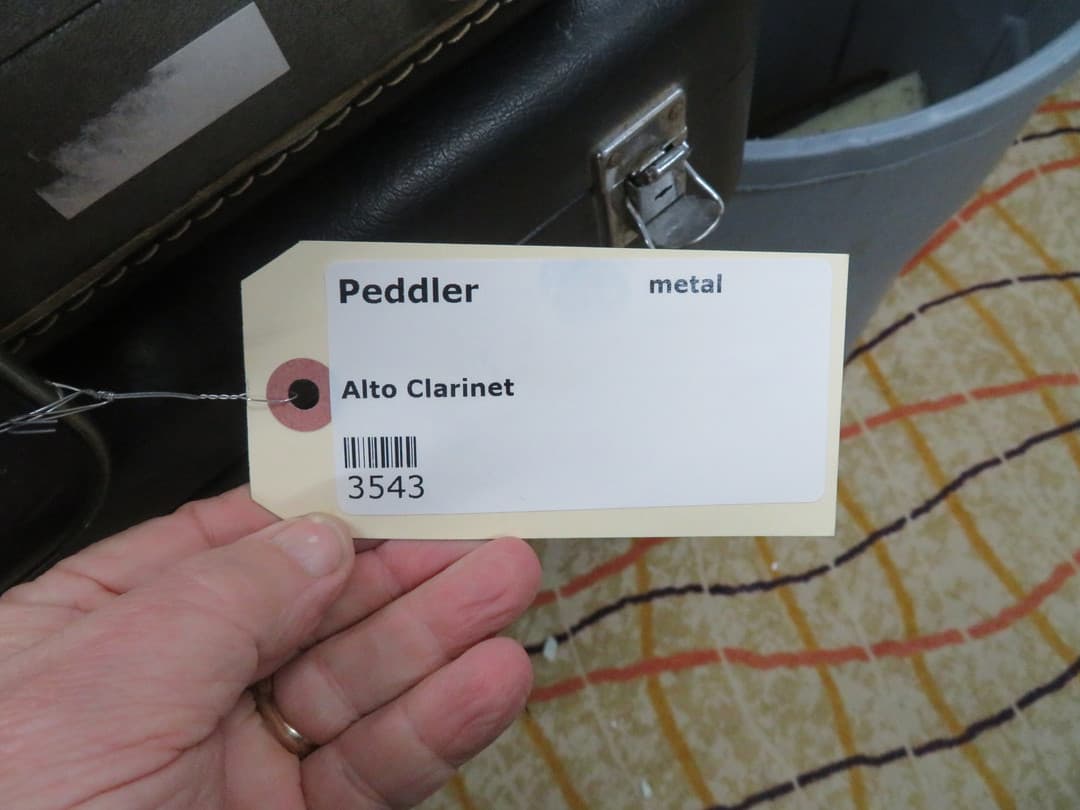 Peddler metal
Alto Clarinet
3543